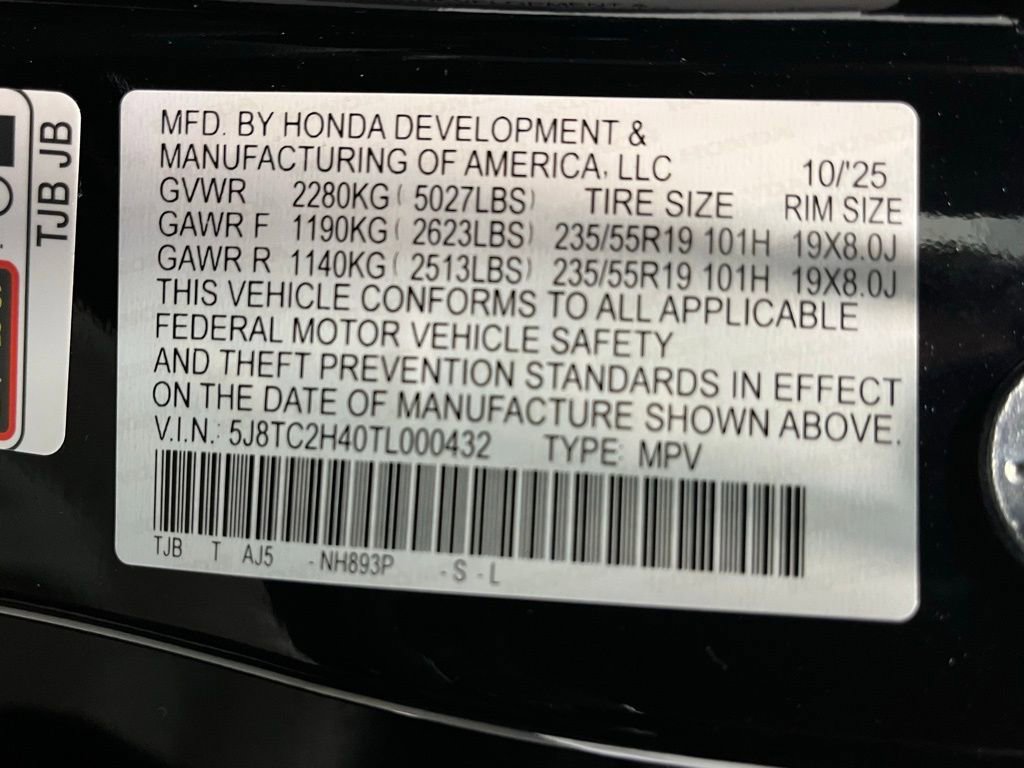 MFD. BY HONDA DEVELOPMENT &
MANUFACTURING OF AMERICA, LLC 10/'25
GVWR 2280KG ( 5027LBS) TIRE SIZE RIM SIZE
GAWR F 1190KG ( 2623LBS) 235/55R19 101H 19X8.0J
GAWR R 1140KG ( 2513LBS) 235/55R19 101H 19X8.0J
THIS VEHICLE CONFORMS TO ALL APPLICABLE
FEDERAL MOTOR VEHICLE SAFETY
AND THEFT PREVENTION STANDARDS IN EFFECT
ON THE DATE OF MANUFACTURE SHOWN ABOVE.
V.I.N.: 5J8TC2H40TL000432 TYPE: MPV
TJB T AJ5 - NH893P - S - L
TJB JB